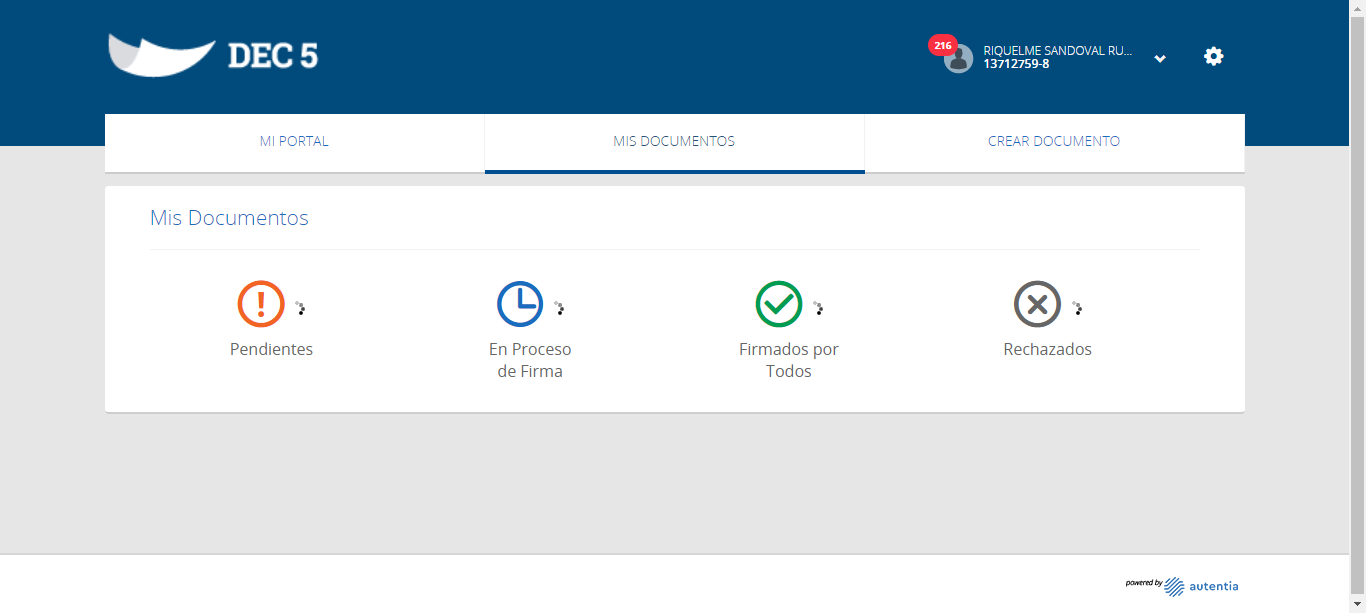 DEC 5
216
RIQUELME SANDOVAL RU...
13712759-8
MI PORTAL
MIS DOCUMENTOS
CREAR DOCUMENTO
Mis Documentos
Pendientes
En Proceso
de Firma
Firmados por
Todos
Rechazados
powered by
autentia